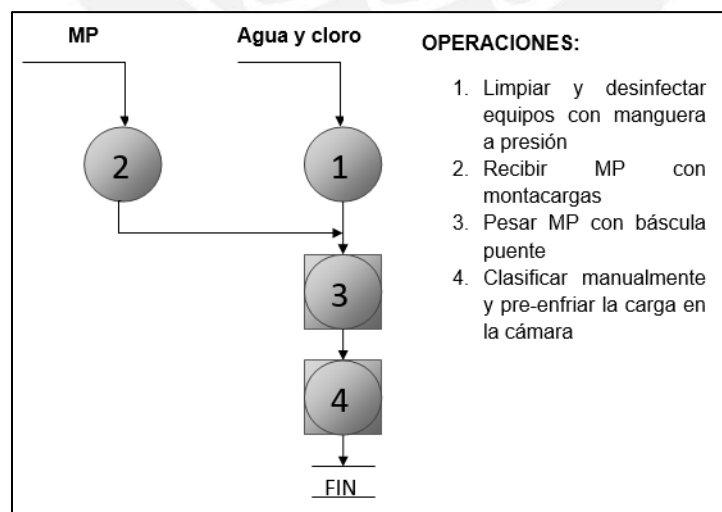 MP
Agua y cloro
2
1
3
4
FIN
OPERACIONES:
1. Limpiar y desinfectar
equipos con manguera
a presión
2. Recibir MP con
montacargas
3. Pesar MP con báscula
puente
4. Clasificar manualmente
y pre-enfriar la carga en
la cámara